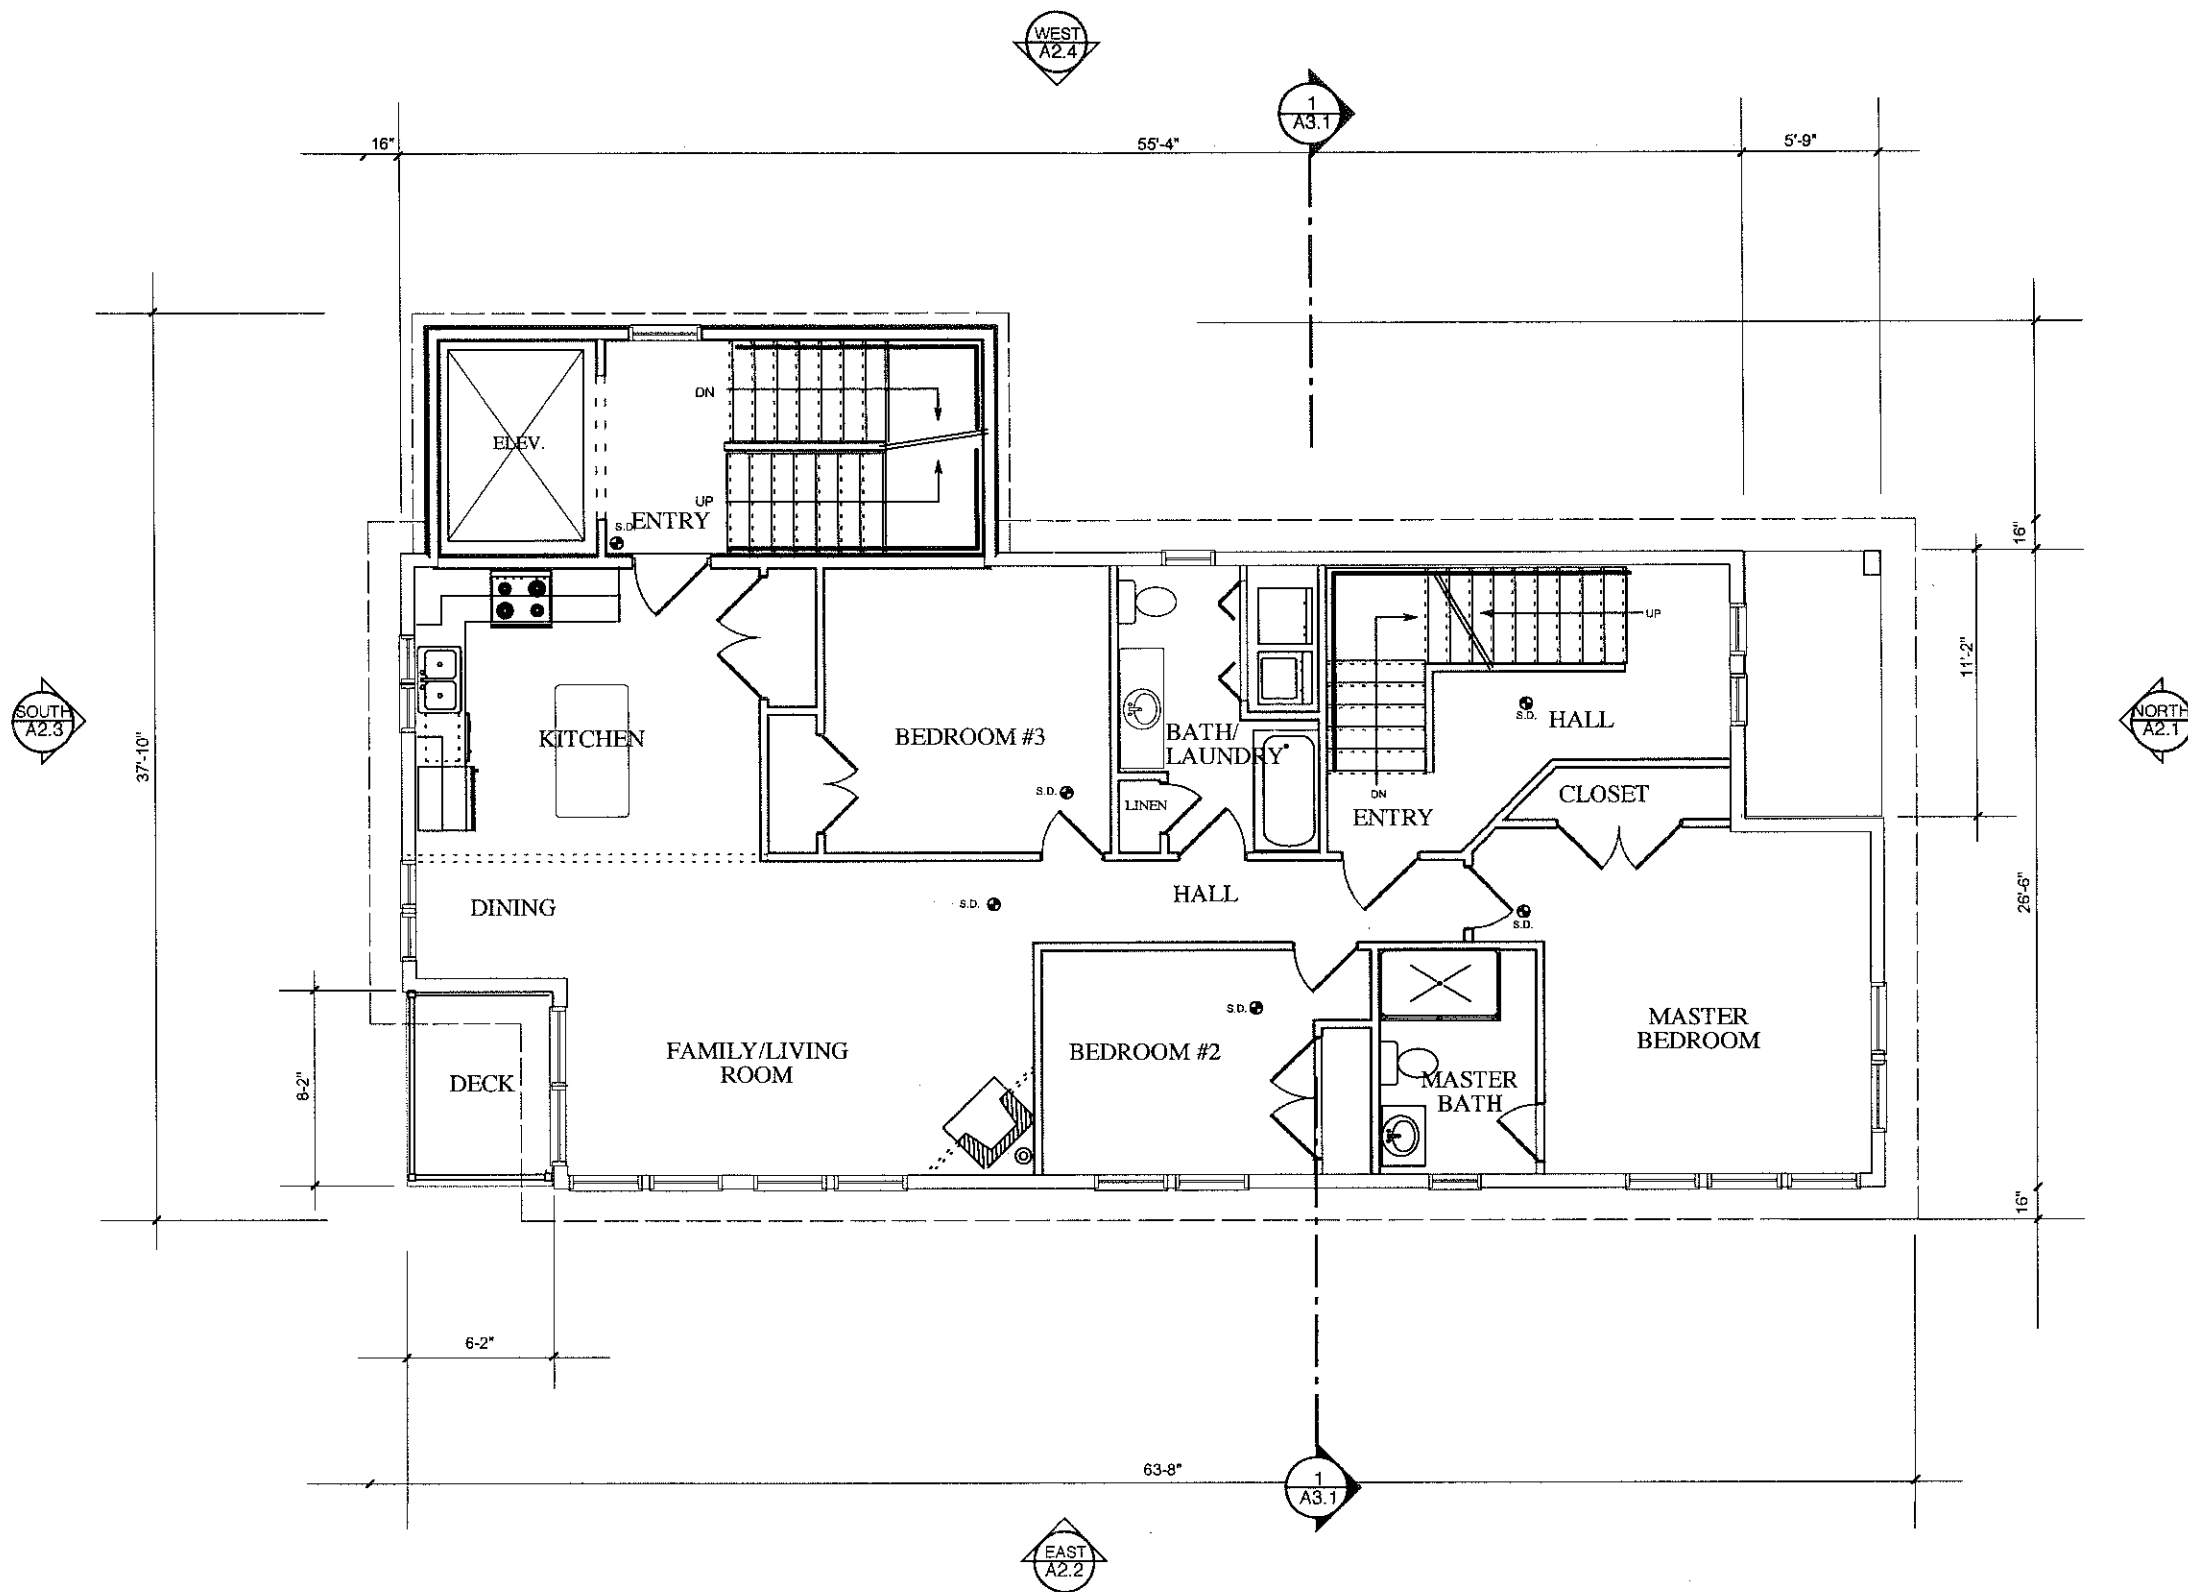 WEST
A2.4
1
A3.1
16"
55'-4"
5'-9"
DN
ELEV.
UP
S.D.
ENTRY
16"
UP
11'-2"
SOUTH
A2.3
37'-10"
KITCHEN
BEDROOM #3
BATH/
LAUNDRY
S.D.
HALL
NORTH
A2.1
S.D.
LINEN
DN
ENTRY
CLOSET
DINING
S.D.
HALL
S.D.
26'-6"
S.D.
MASTER
BEDROOM
FAMILY/LIVING
ROOM
BEDROOM #2
DECK
8-2"
MASTER
BATH
16"
6-2"
63-8"
1
A3.1
EAST
A2.2